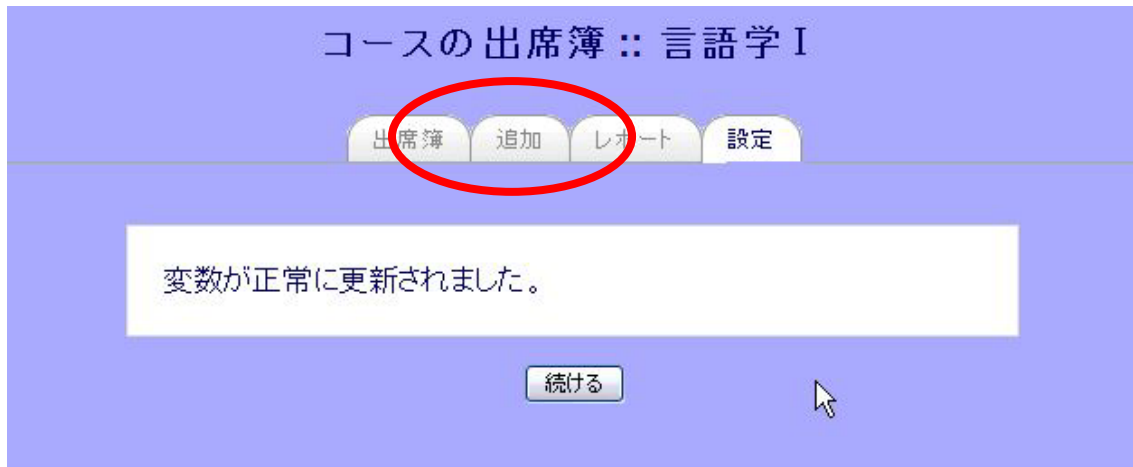 コースの出席簿 :: 言語学 I
出席簿 追加 レポート 設定
変数が正常に更新されました。
続ける